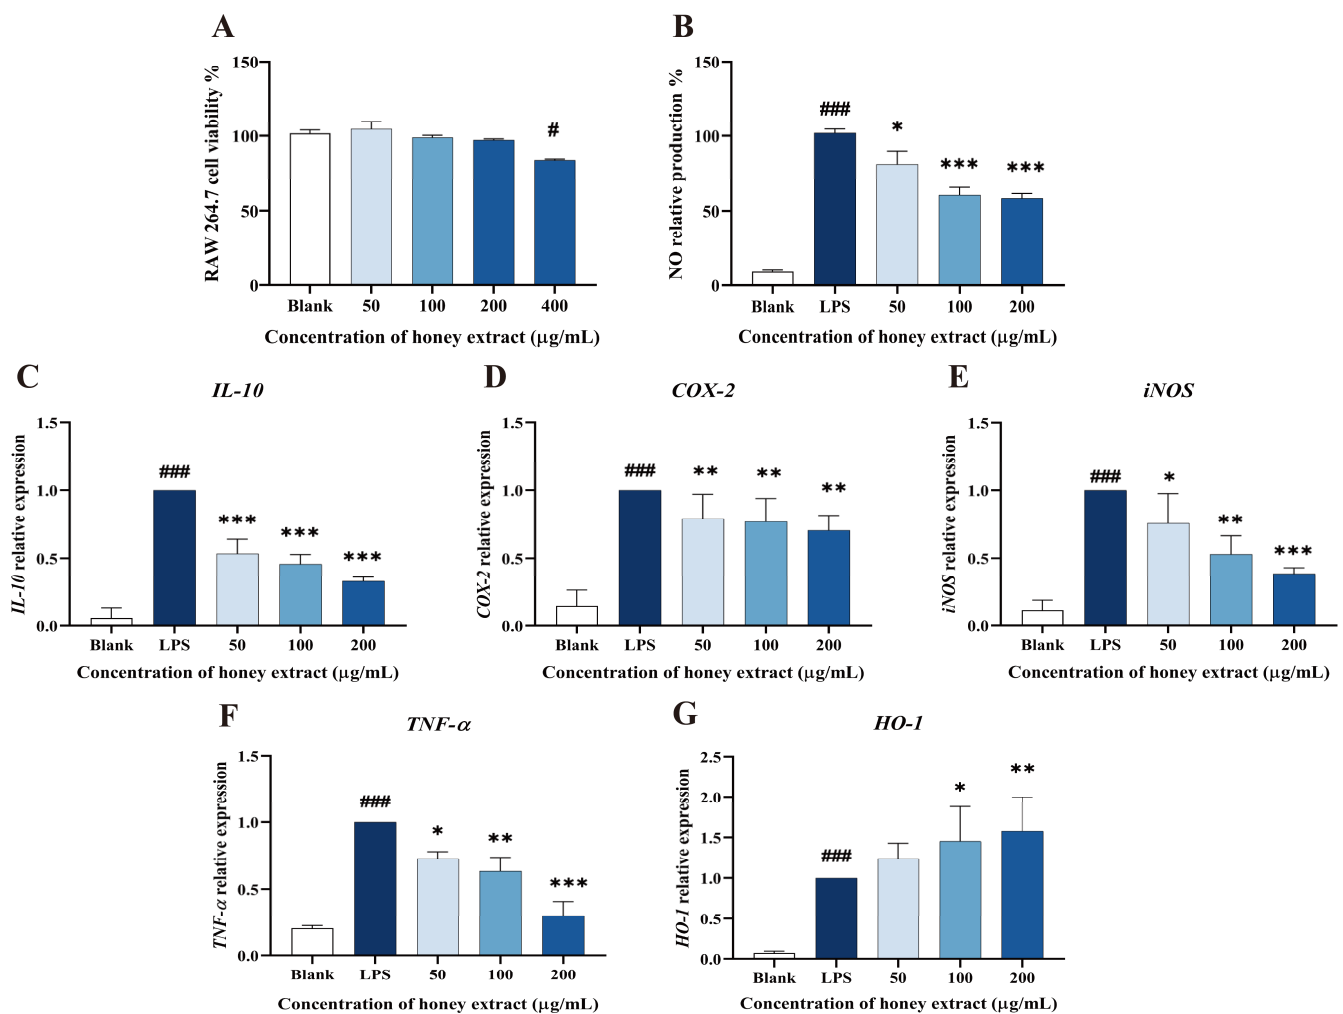 A
RAW 264.7 cell viability %
150
100
50
0
#
Blank 50 100 200 400
Concentration of honey extract (μg/mL)
B
NO relative production %
150
100
50
0
###
*
***
***
Blank LPS 50 100 200
Concentration of honey extract (μg/mL)
C
IL-10
IL-10 relative expression
1.5
1.0
0.5
0.0
###
***
***
***
Blank LPS 50 100 200
Concentration of honey extract (μg/mL)
D
COX-2
COX-2 relative expression
1.5
1.0
0.5
0.0
###
**
**
**
Blank LPS 50 100 200
Concentration of honey extract (μg/mL)
E
iNOS
iNOS relative expression
1.5
1.0
0.5
0.0
###
*
**
***
Blank LPS 50 100 200
Concentration of honey extract (μg/mL)
F
TNF-α
TNF-α relative expression
1.5
1.0
0.5
0.0
###
*
**
***
Blank LPS 50 100 200
Concentration of honey extract (μg/mL)
G
HO-1
HO-1 relative expression
2.5
2.0
1.5
1.0
0.5
0.0
###
*
**
Blank LPS 50 100 200
Concentration of honey extract (μg/mL)